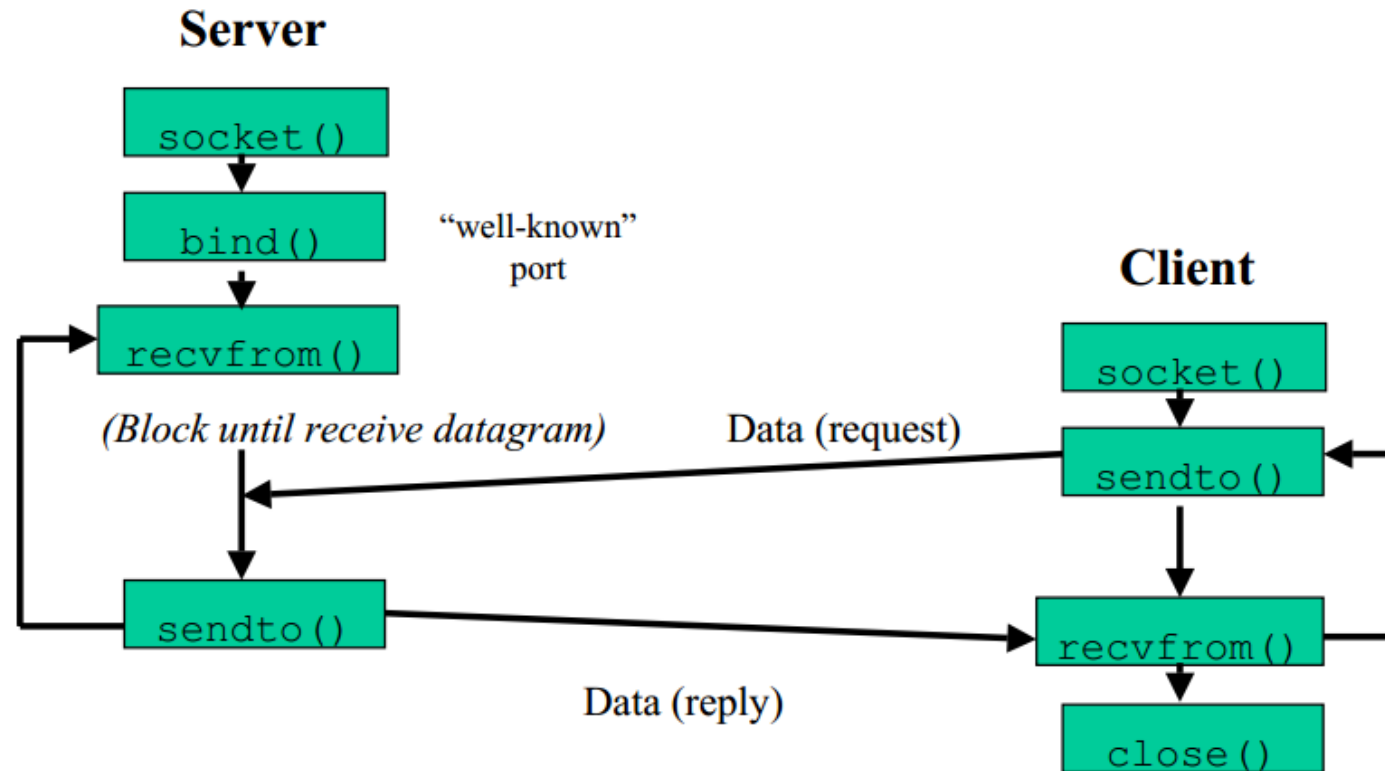 Server
socket()
bind()
“well-known”
port
recvfrom()
(Block until receive datagram)
sendto()
Client
socket()
Data (request)
sendto()
recvfrom()
Data (reply)
close()